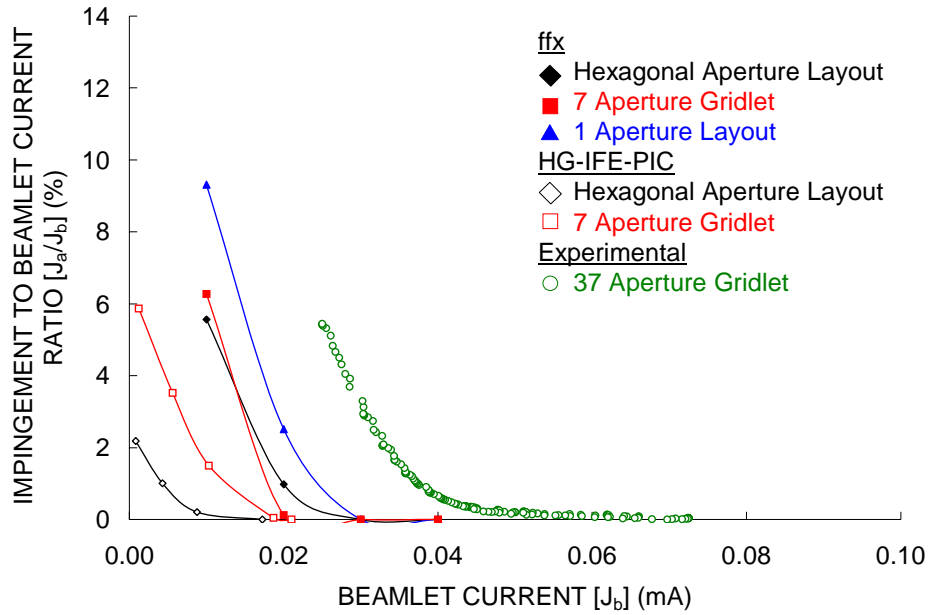 14
12
10
8
6
4
2
0
IMPINGEMENT TO BEAMLET CURRENT
RATIO [Ja/Jb] (%)
ffx
Hexagonal Aperture Layout
7 Aperture Gridlet
1 Aperture Layout
HG-IFE-PIC
Hexagonal Aperture Layout
7 Aperture Gridlet
Experimental
37 Aperture Gridlet
0.00 0.02 0.04 0.06 0.08 0.10
BEAMLET CURRENT [Jb] (mA)